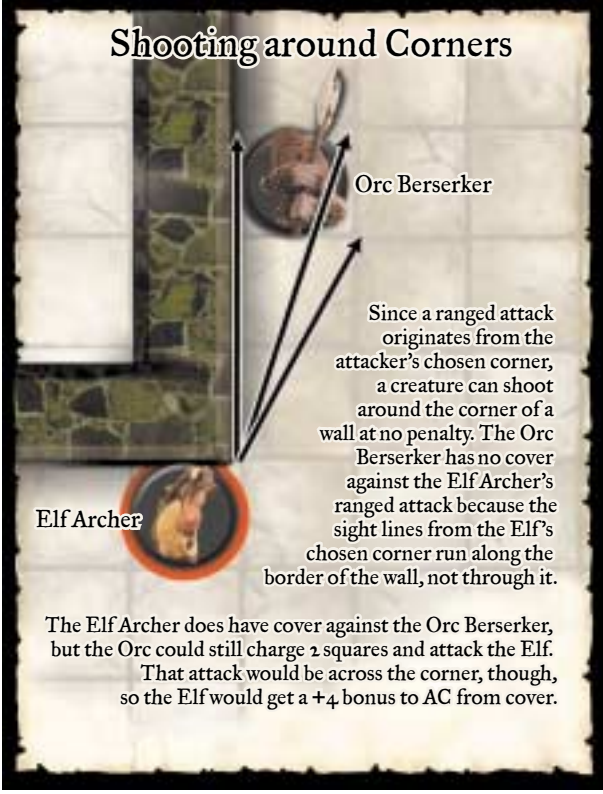 Shooting around Corners
Orc Berserker
Since a ranged attack
originates from the
attacker's chosen corner,
a creature can shoot
around the corner of a
wall at no penalty. The Orc
Berserker has no cover
against the Elf Archer's
ranged attack because the
sight lines from the Elf's
chosen corner run along the
border of the wall, not through it.
Elf Archer
The Elf Archer does have cover against the Orc Berserker,
but the Orc could still charge 2 squares and attack the Elf.
That attack would be across the corner, though,
so the Elf would get a +4 bonus to AC from cover.